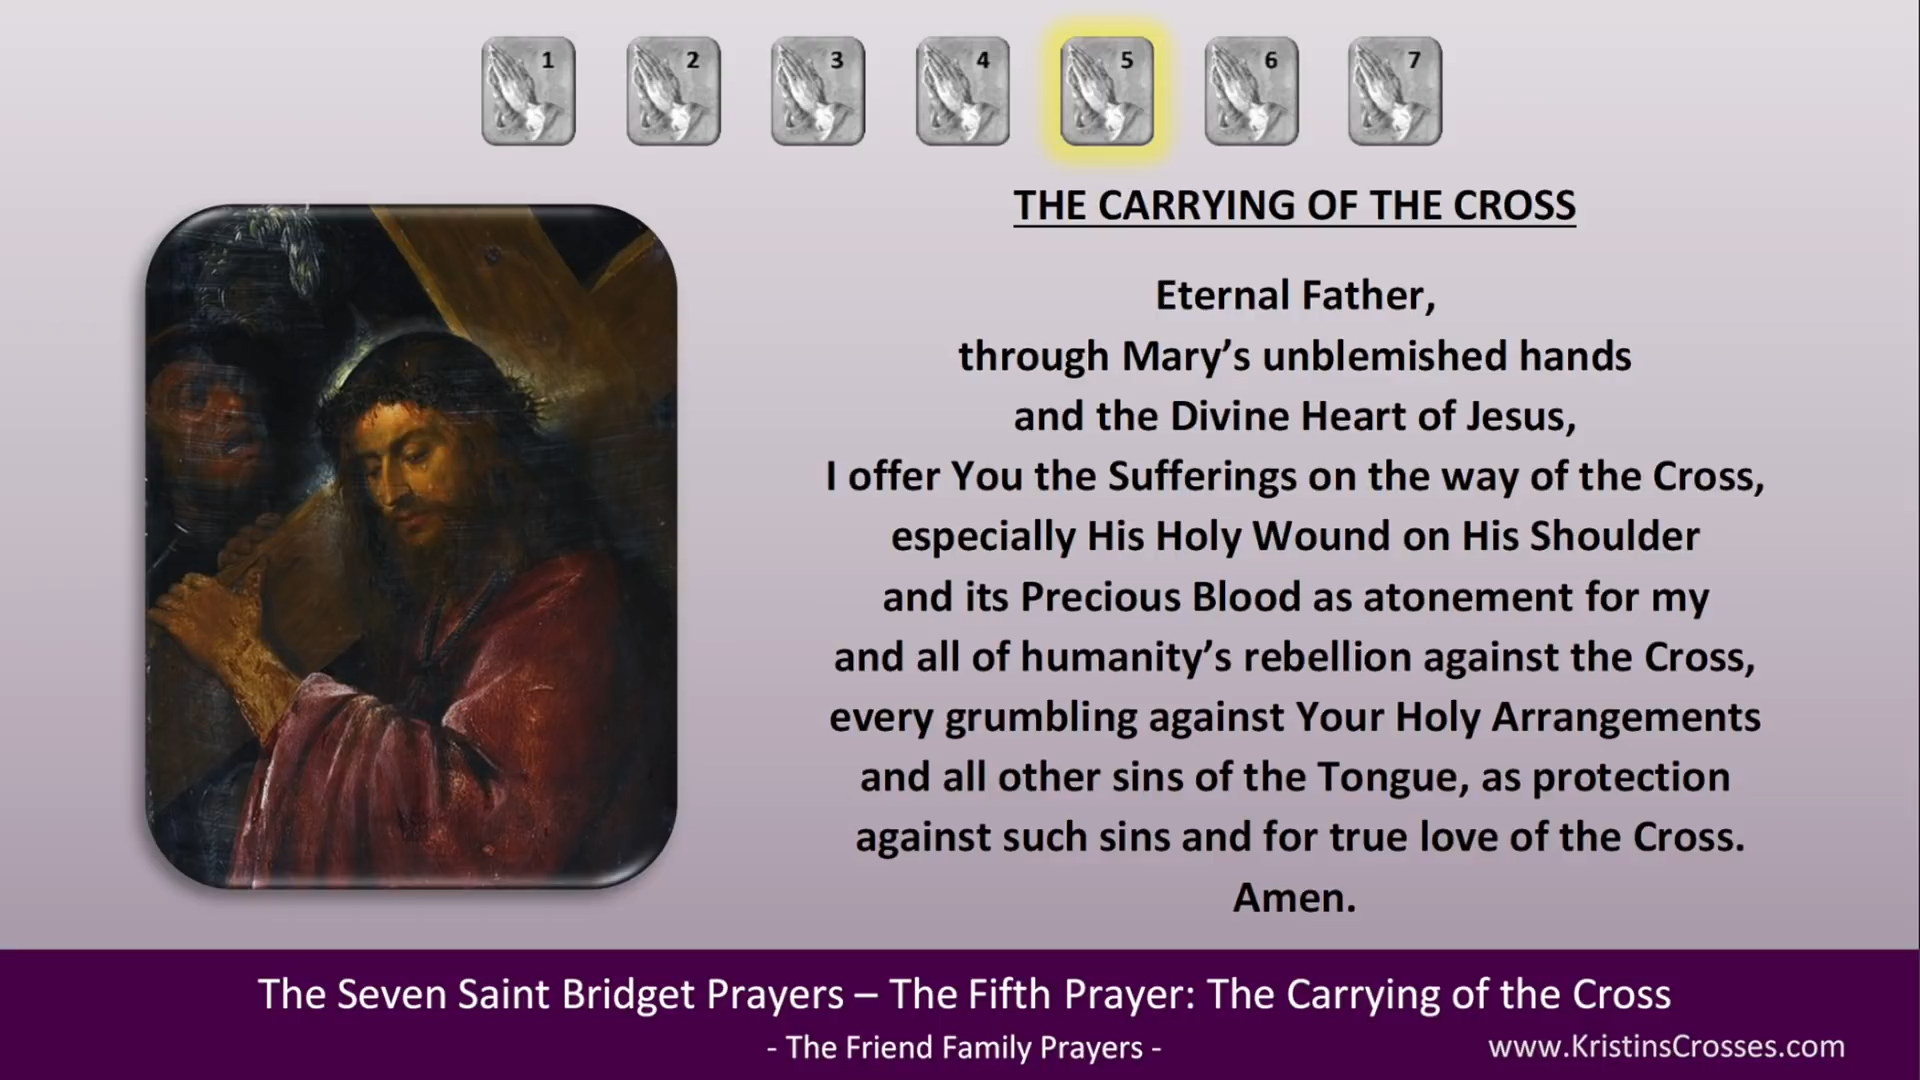 1 2 3 4 5 6 7
THE CARRYING OF THE CROSS
Eternal Father,
through Mary’s unblemished hands
and the Divine Heart of Jesus,
I offer You the Sufferings on the way of the Cross,
especially His Holy Wound on His Shoulder
and its Precious Blood as atonement for my
and all of humanity’s rebellion against the Cross,
every grumbling against Your Holy Arrangements
and all other sins of the Tongue, as protection
against such sins and for true love of the Cross.
Amen.
The Seven Saint Bridget Prayers – The Fifth Prayer: The Carrying of the Cross
- The Friend Family Prayers -
www.KristinsCrosses.com